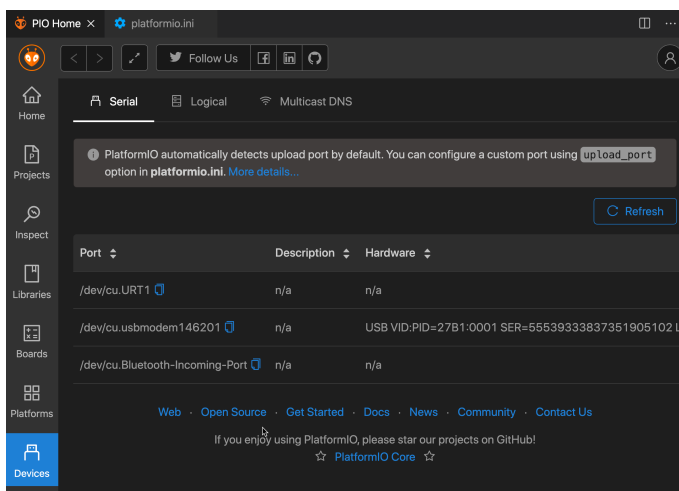 PIO Home
platformio.ini
Follow Us
Home
Projects
Inspect
Libraries
Boards
Platforms
Devices
Serial
Logical
Multicast DNS
PlatformIO automatically detects upload port by default. You can configure a custom port using upload_port
option in platformio.ini. More details...
Refresh
Port
Description
Hardware
/dev/cu.URT1
n/a
n/a
/dev/cu.usbmodem146201
n/a
USB VID:PID=27B1:0001 SER=55539333837351905102 L
/dev/cu.Bluetooth-Incoming-Port
n/a
n/a
Web · Open Source · Get Started · Docs · News · Community · Contact Us
If you enjoy using PlatformIO, please star our projects on GitHub!
PlatformIO Core